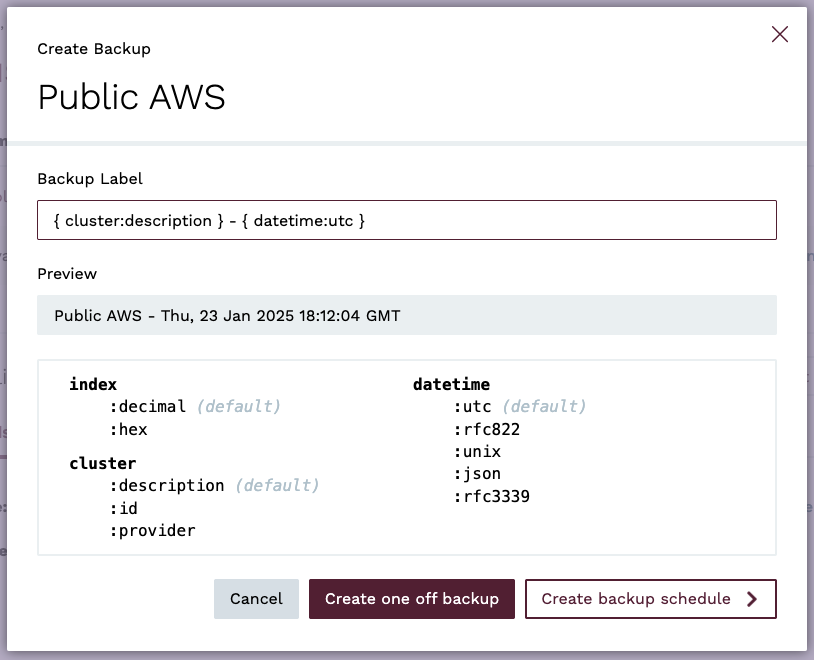 Create Backup
Public AWS
Backup Label
{ cluster:description } - { datetime:utc }
Preview
Public AWS - Thu, 23 Jan 2025 18:12:04 GMT
index
:decimal (default)
:hex
cluster
:description (default)
:id
:provider
datetime
:utc (default)
:rfc822
:unix
:json
:rfc3339
Cancel
Create one off backup
Create backup schedule